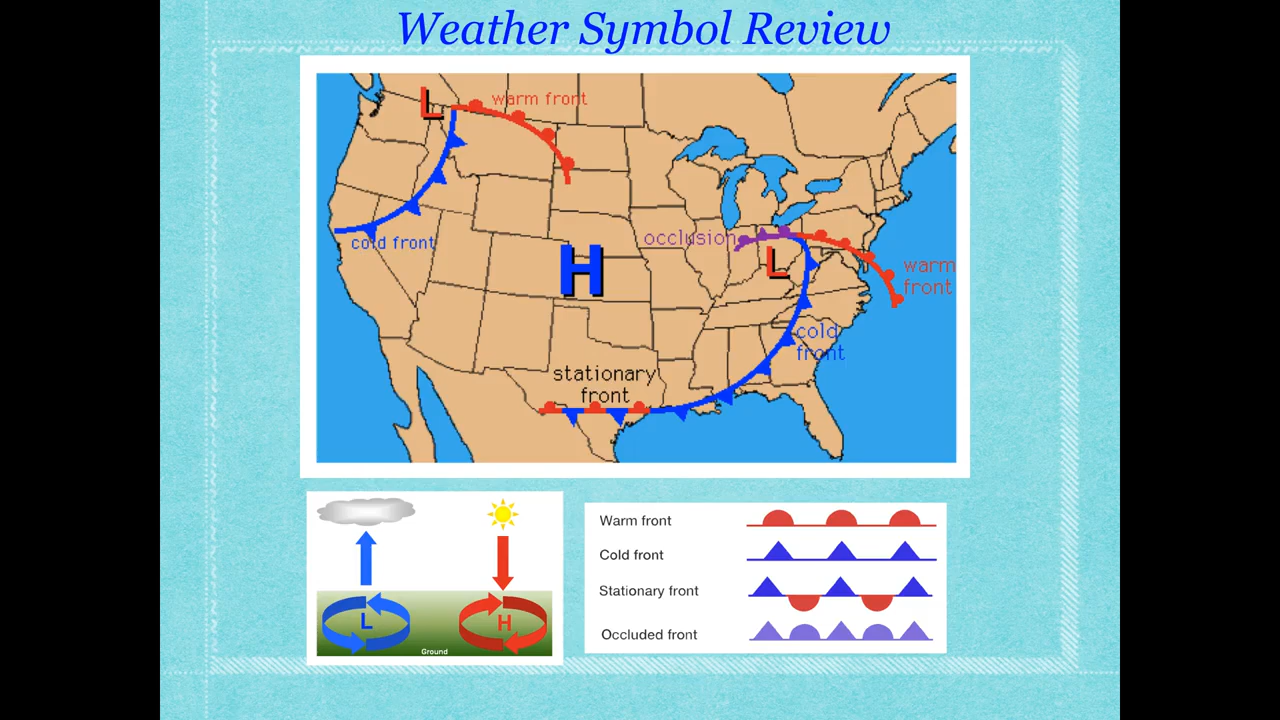 Weather Symbol Review
L
warm front
cold front
H
occlusion
L
warm
front
cold
front
stationary
front
L
H
Ground
Warm front
Cold front
Stationary front
Occluded front